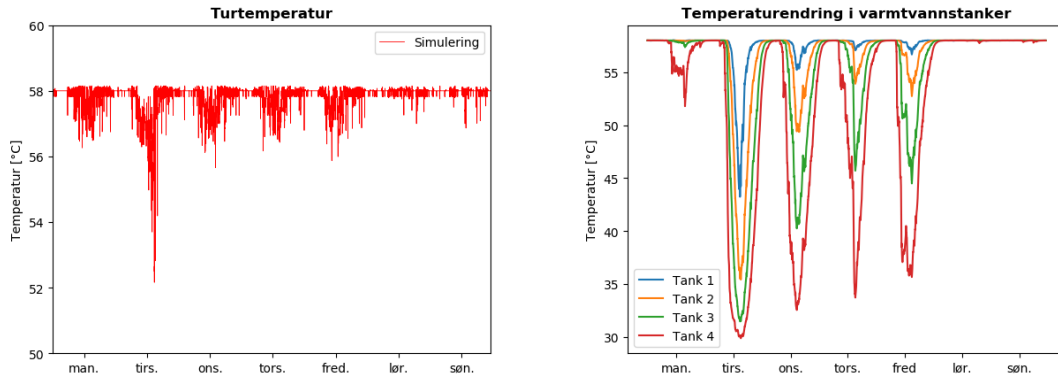 Turtemperatur
60
58
56
54
52
50
Temperatur [°C]
Simulering
man. tirs. ons. tors. fred. lør. søn.
Temperaturendring i varmtvannstanker
55
50
45
40
35
30
Temperatur [°C]
Tank 1
Tank 2
Tank 3
Tank 4
man. tirs. ons. tors. fred lør. søn.